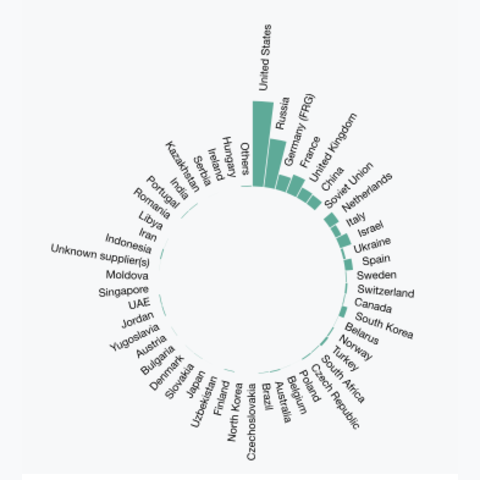 United States
Russia
Germany (FRG)
France
United Kingdom
China
Soviet Union
Netherlands
Italy
Israel
Ukraine
Spain
Sweden
Switzerland
Canada
South Korea
Belarus
Norway
Turkey
South Africa
Czech Republic
Poland
Belgium
Australia
Brazil
Czechoslovakia
North Korea
Finland
Uzbekistan
Japan
Slovakia
Denmark
Bulgaria
Austria
Yugoslavia
Jordan
UAE
Singapore
Moldova
Unknown supplier(s)
Indonesia
Iran
Libya
Romania
Portugal
India
Kazakhstan
Serbia
Ireland
Hungary
Others